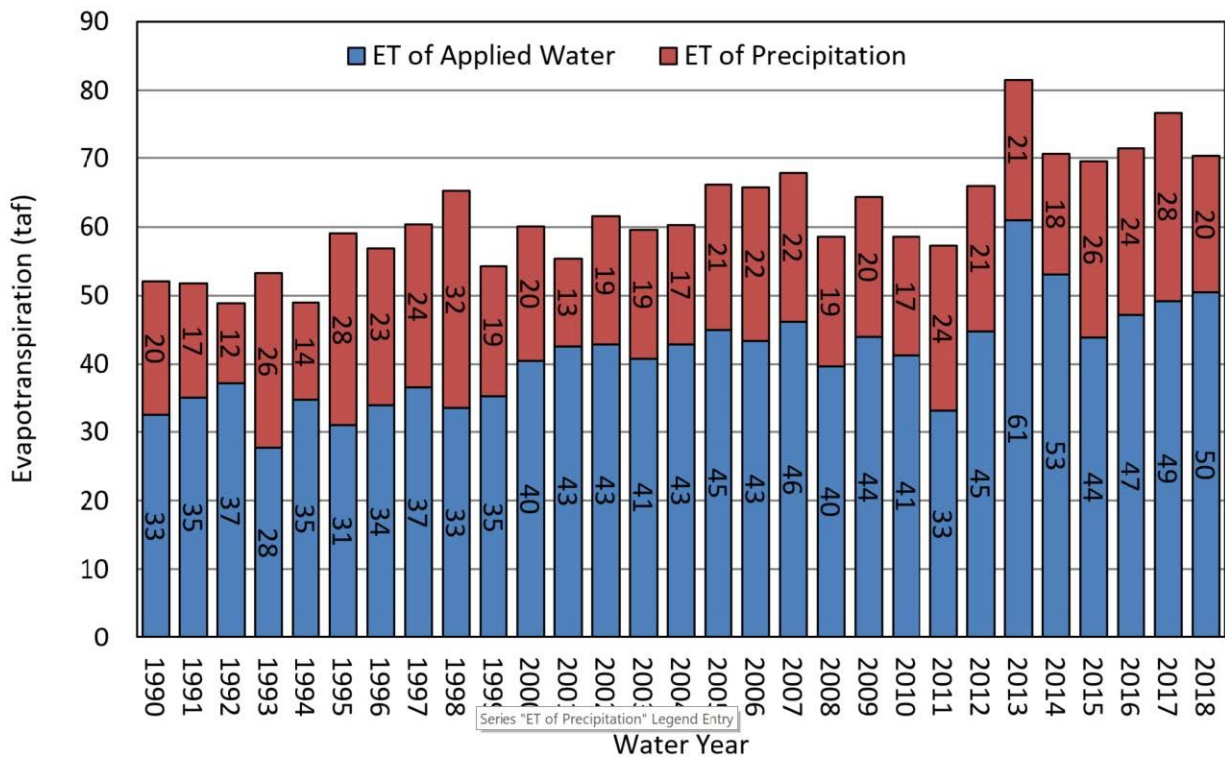 90
80
70
60
50
40
30
20
10
0
Evapotranspiration (taf)
ET of Applied Water
ET of Precipitation
20 17 12 26 14 28 23 24 32 19 20 13 19 19 17 21 22 22 19 20 17 24 21 21 18 26 24 28 20
33 35 37 28 35 31 34 37 33 35 40 43 43 41 43 45 43 46 40 44 41 33 45 61 53 44 47 49 50
1990 1991 1992 1993 1994 1995 1996 1997 1998 1999 2000 2001 2002 2003 2004 2005 2006 2007 2008 2009 2010 2011 2012 2013 2014 2015 2016 2017 2018
Series "ET of Precipitation" Legend Entry
Water Year